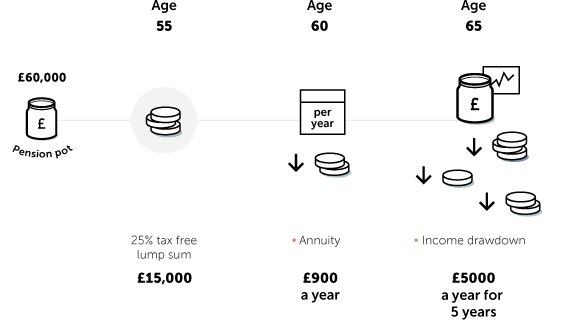 Age
55
Age
60
Age
65
£60,000
£
Pension pot
per
year
£
25% tax free
lump sum
£15,000
• Annuity
£900
a year
• Income drawdown
£5000
a year for
5 years